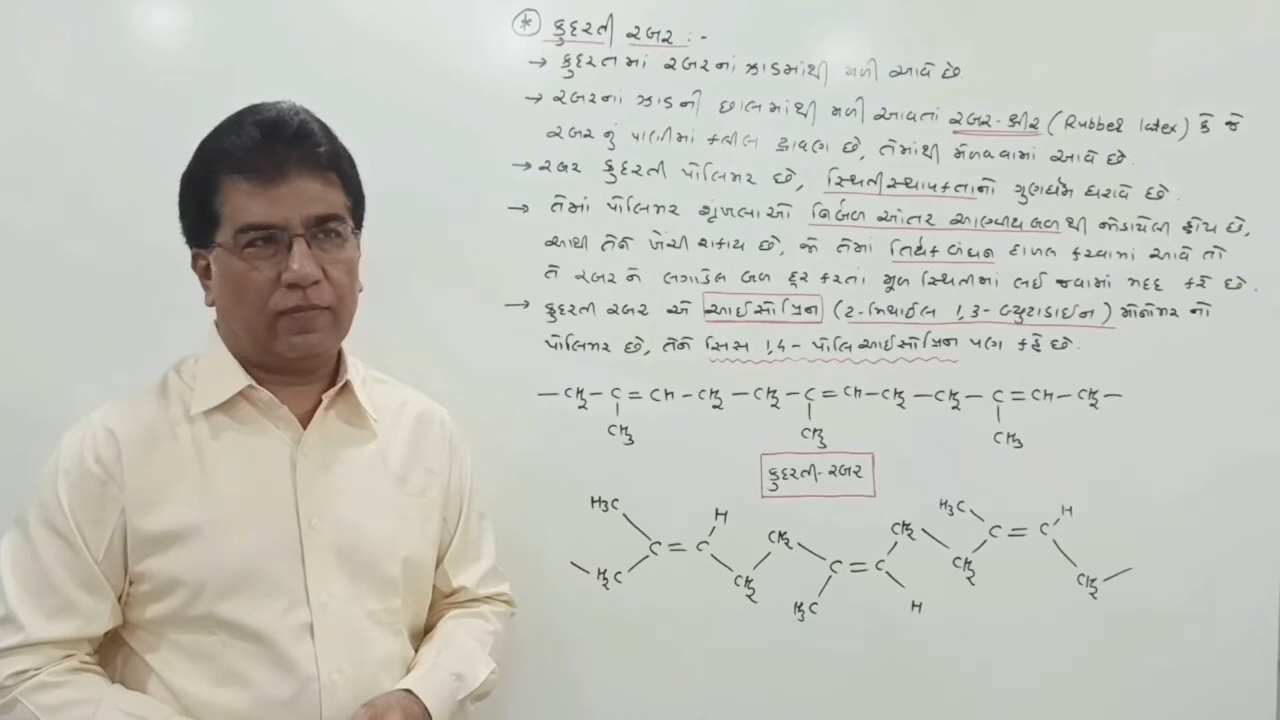 * કુદરતી રબર :-
→ કુદરતમાં રબરનાં ઝાડમાંથી મળી આવે છે.
→ રબરનાં ઝાડની છાલમાંથી મળી આવતાં રબર-ક્ષીર (Rubber latex) કે જે
રબરનું પાણીમાં કલીલ દ્રાવણ છે, તેમાંથી મેળવવામાં આવે છે.
→ રબર કુદરતી પોલિમર છે, સ્થિતીસ્થાપકતાનો ગુણધર્મ ધરાવે છે.
→ તેમાં પોલિમર શૃંખલાઓ નિર્બળ આંતર આણ્વીય બળથી જોડાયેલી હોય છે,
આથી તેને ખેંચી શકાય છે, જો તેમાં તિર્યક બંધન દાખલ કરવામાં આવે તો
તે રબરને લગાડેલ બળ દૂર કરતાં મૂળ સ્થિતીમાં લઈ જવામાં મદદ કરે છે.
→ કુદરતી રબર એ આઈસોપ્રિન (2-મિથાઈલ 1,3-બ્યુટાડાઈન) મોનોમર નો
પોલિમર છે, તેને સિસ 1,4-પોલિઆઈસોપ્રિન પણ કહે છે.
— CH₂ – C = CH – CH₂ — CH₂ – C = CH – CH₂ — CH₂ – C = CH – CH₂ —
CH₃ CH₃ CH₃
કુદરતી-રબર
H₃C H CH₂ CH₂ H₃C H
C = C C = C C = C
H₂C CH₂ H₃C H CH₂ CH₂